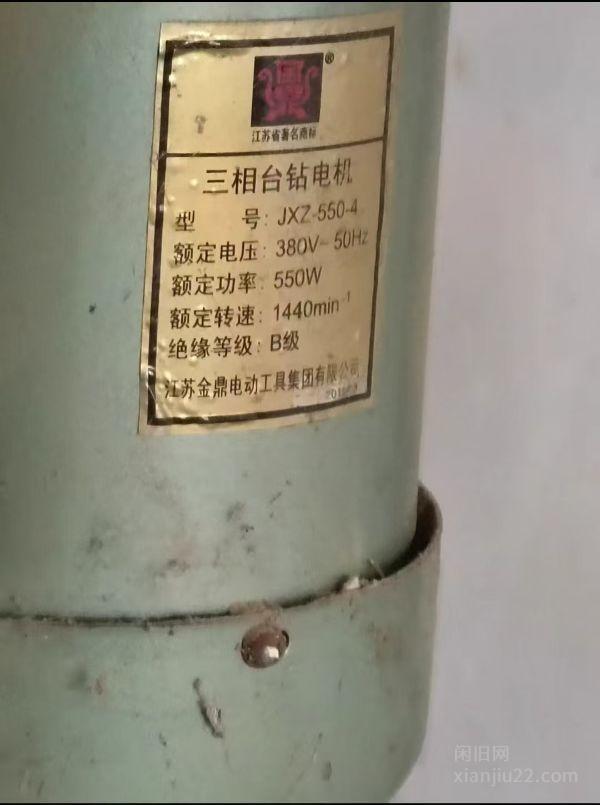 ®
江苏省著名商标
三相台钻电机
型 号: JXZ-550-4
额定电压: 380V~ 50Hz
额定功率: 550W
额定转速: 1440min⁻¹
绝缘等级: B级
江苏金鼎电动工具集团有限公司
闲旧网
xianjiu22.com